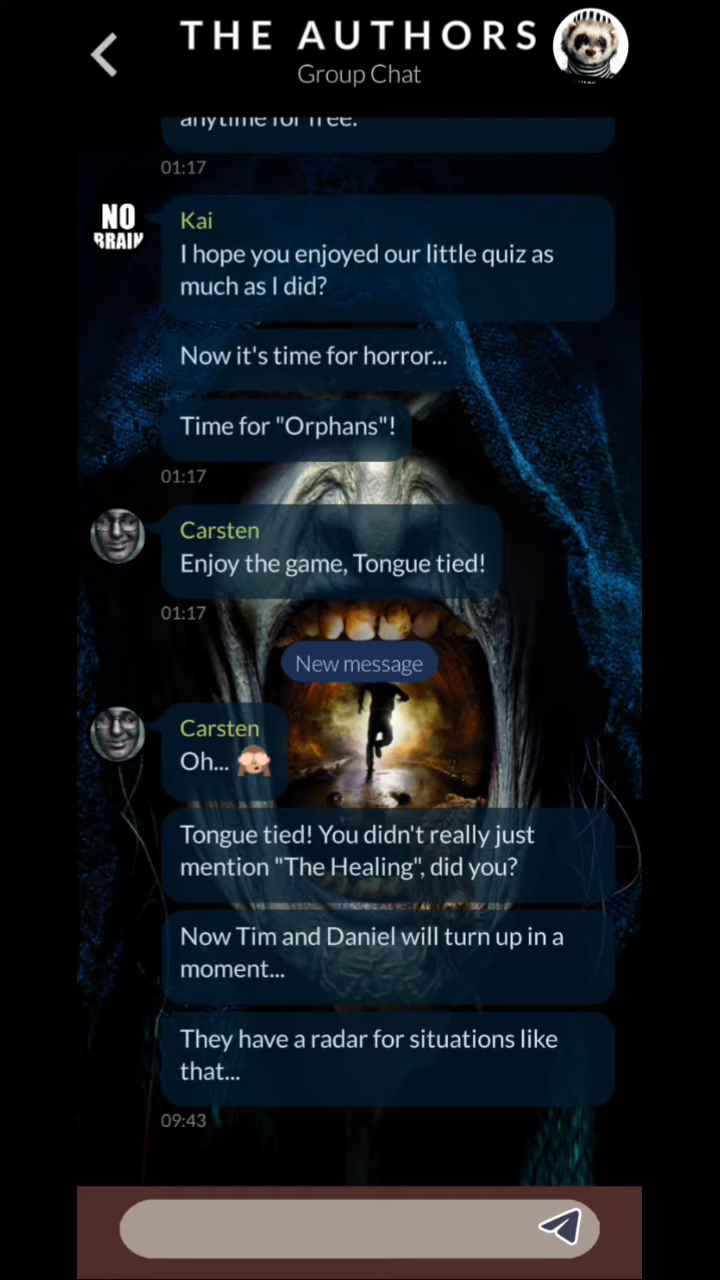 THE AUTHORS
Group Chat
anytime for free.
01:17
NO
BRAIN
Kai
I hope you enjoyed our little quiz as
much as I did?
Now it's time for horror...
Time for "Orphans"!
01:17
Carsten
Enjoy the game, Tongue tied!
01:17
New message
Carsten
Oh... 🙈
Tongue tied! You didn't really just
mention "The Healing", did you?
Now Tim and Daniel will turn up in a
moment...
They have a radar for situations like
that...
09:43